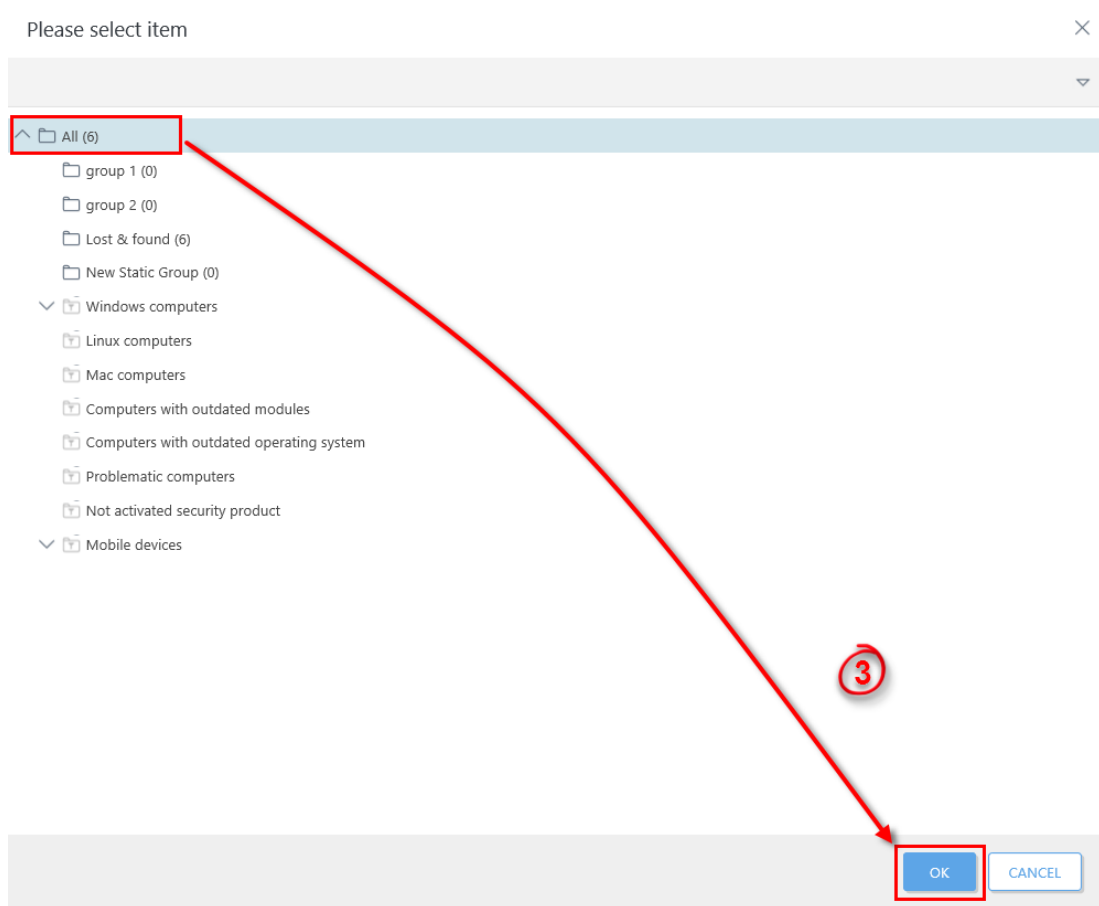 Please select item
All (6)
group 1 (0)
group 2 (0)
Lost & found (6)
New Static Group (0)
Windows computers
Linux computers
Mac computers
Computers with outdated modules
Computers with outdated operating system
Problematic computers
Not activated security product
Mobile devices
3
OK CANCEL